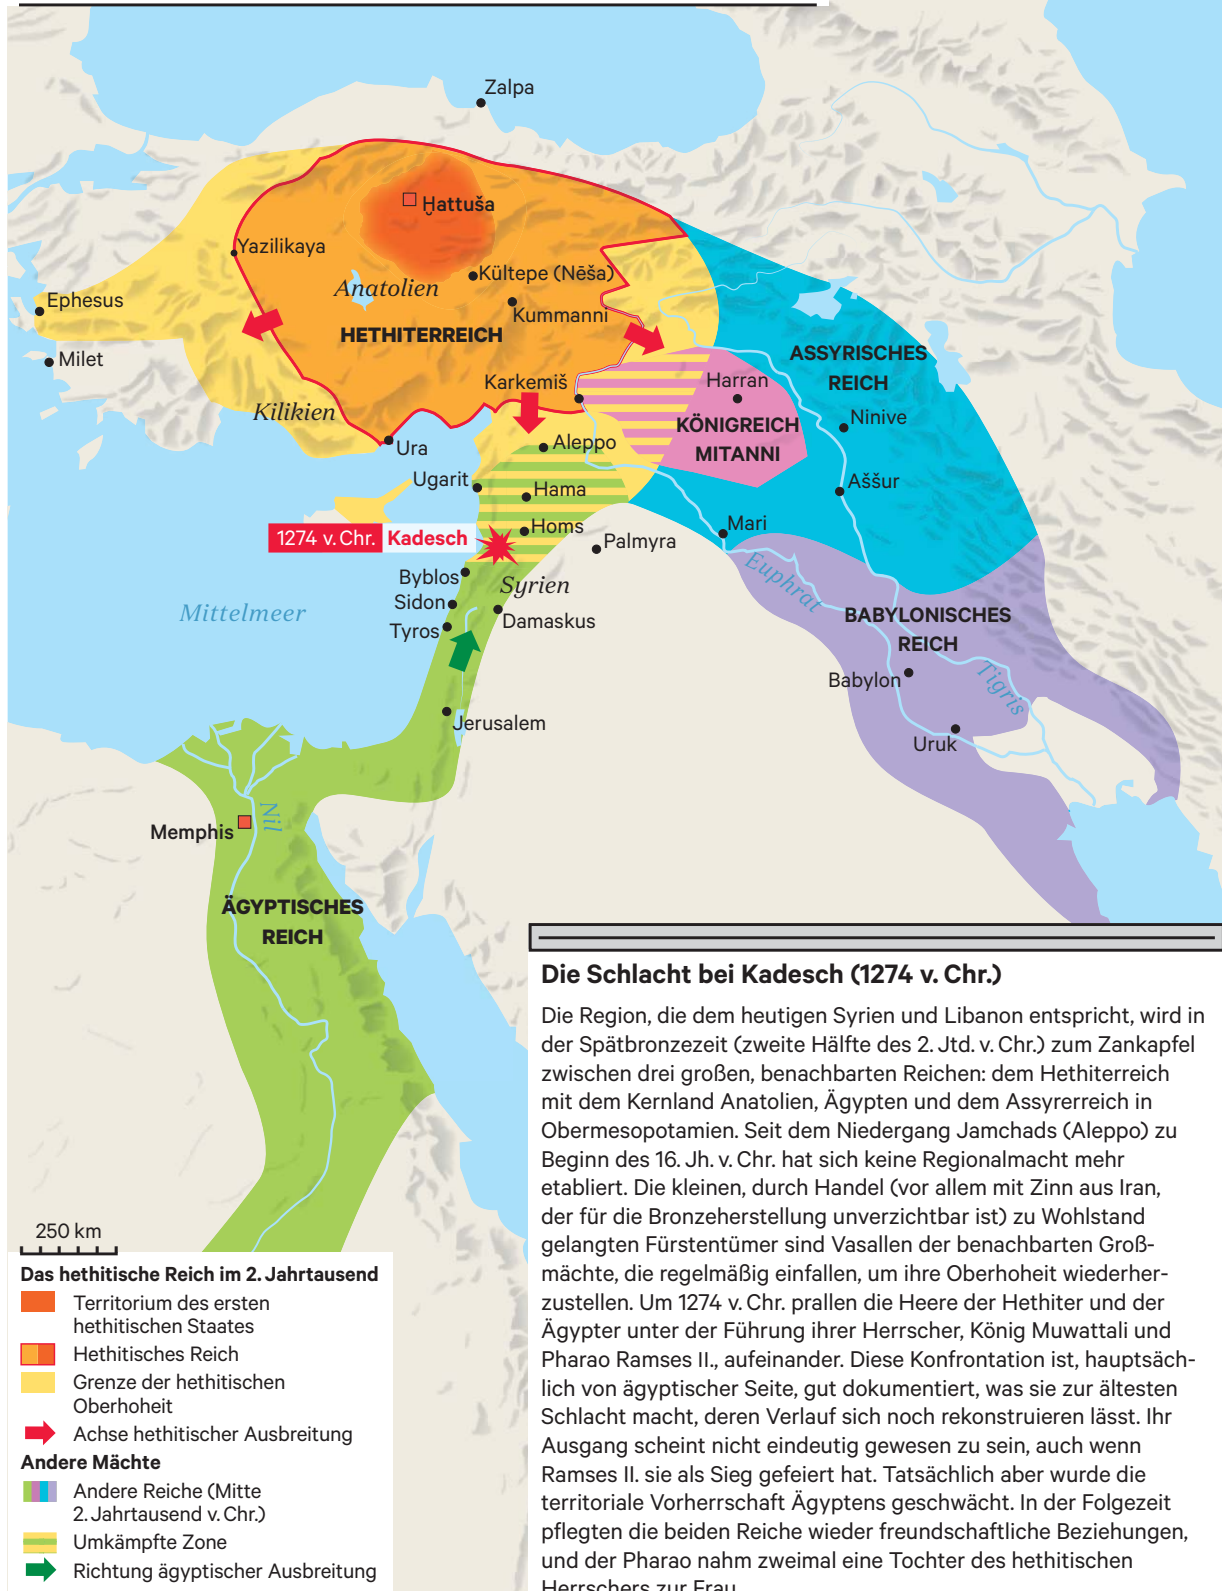 Zalpa
Ḫattuša
Yazilikaya
Kültepe (Nēša)
Anatolien
Ephesus
Kummanni
HETHITERREICH
Milet
ASSYRISCHES
REICH
Karkemiš
Harran
Kilikien
Ninive
KÖNIGREICH
MITANNI
Ura
Aleppo
Ugarit
Hama
Aššur
Homs
Mari
1274 v. Chr. Kadesch
Palmyra
Euphrat
Byblos
Syrien
Sidon
Mittelmeer
Damaskus
Tyros
BABYLONISCHES
REICH
Babylon
Tigris
Jerusalem
Uruk
Nil
Memphis
ÄGYPTISCHES
REICH
250 km
Das hethitische Reich im 2. Jahrtausend
Territorium des ersten
hethitischen Staates
Hethitisches Reich
Grenze der hethitischen
Oberhoheit
Achse hethitischer Ausbreitung
Andere Mächte
Andere Reiche (Mitte
2. Jahrtausend v. Chr.)
Umkämpfte Zone
Richtung ägyptischer Ausbreitung
Die Schlacht bei Kadesch (1274 v. Chr.)
Die Region, die dem heutigen Syrien und Libanon entspricht, wird in
der Spätbronzezeit (zweite Hälfte des 2. Jtd. v. Chr.) zum Zankapfel
zwischen drei großen, benachbarten Reichen: dem Hethiterreich
mit dem Kernland Anatolien, Ägypten und dem Assyrerreich in
Obermesopotamien. Seit dem Niedergang Jamchads (Aleppo) zu
Beginn des 16. Jh. v. Chr. hat sich keine Regionalmacht mehr
etabliert. Die kleinen, durch Handel (vor allem mit Zinn aus Iran,
der für die Bronzeherstellung unverzichtbar ist) zu Wohlstand
gelangten Fürstentümer sind Vasallen der benachbarten Groß-
mächte, die regelmäßig einfallen, um ihre Oberhoheit wiederher-
zustellen. Um 1274 v. Chr. prallen die Heere der Hethiter und der
Ägypter unter der Führung ihrer Herrscher, König Muwattali und
Pharao Ramses II., aufeinander. Diese Konfrontation ist, hauptsäch-
lich von ägyptischer Seite, gut dokumentiert, was sie zur ältesten
Schlacht macht, deren Verlauf sich noch rekonstruieren lässt. Ihr
Ausgang scheint nicht eindeutig gewesen zu sein, auch wenn
Ramses II. sie als Sieg gefeiert hat. Tatsächlich aber wurde die
territoriale Vorherrschaft Ägyptens geschwächt. In der Folgezeit
pflegten die beiden Reiche wieder freundschaftliche Beziehungen,
und der Pharao nahm zweimal eine Tochter des hethitischen
Herrschers zur Frau.